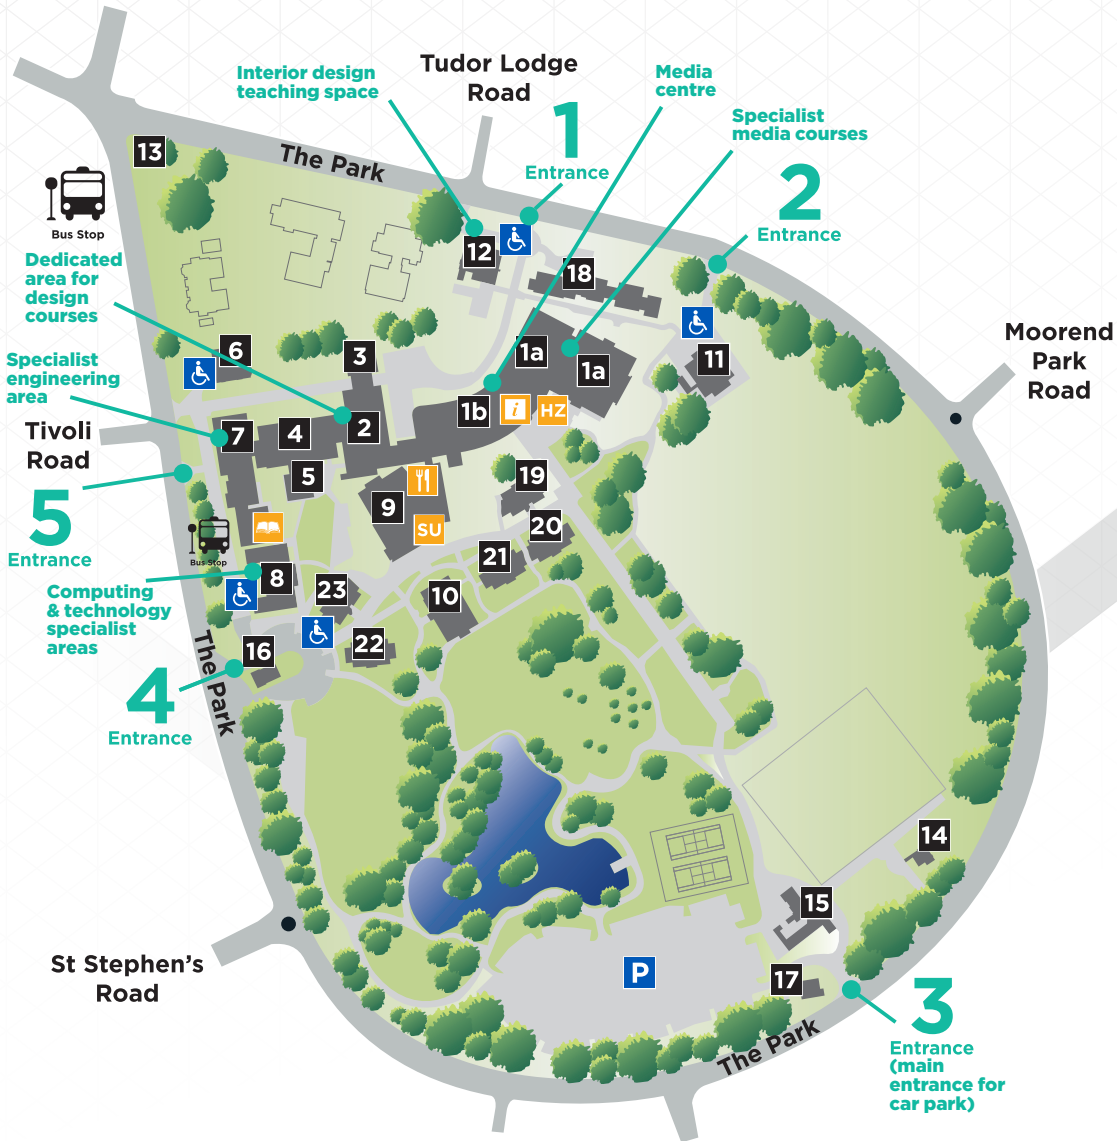 Tudor Lodge
Road
Interior design
teaching space
Media
centre
Specialist
media courses
1
Entrance
2
Entrance
13
The Park
Bus Stop
12
18
Dedicated
area for
design
courses
Moorend
Park
Road
6
3
1a
1a
11
Specialist
engineering
area
1b
i
HZ
Tivoli
Road
7
4
2
5
9
19
SU
20
5
Entrance
Bus Stop
21
8
23
10
Computing
& technology
specialist
areas
16
22
The Park
4
Entrance
14
15
St Stephen’s
Road
P
17
3
Entrance
(main
entrance for
car park)
The Park